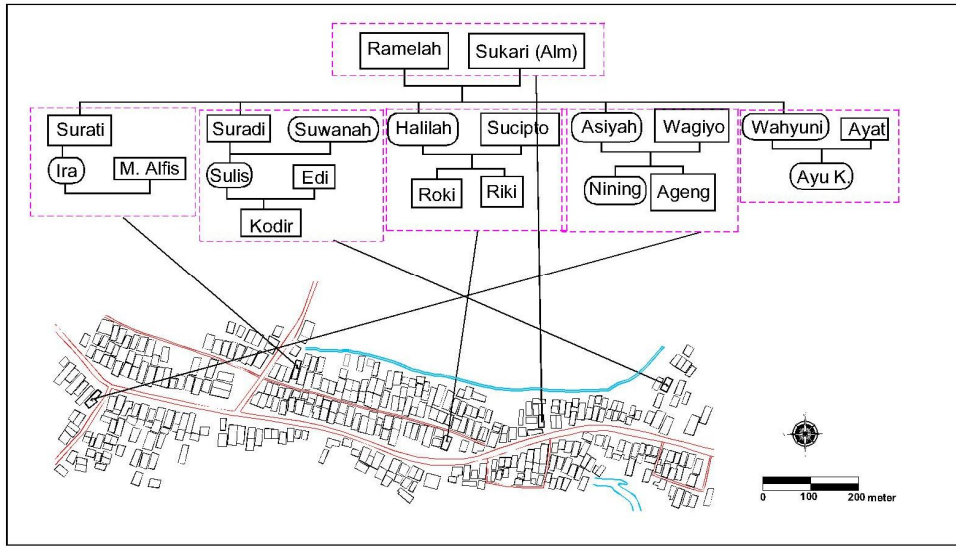 Ramelah Sukari (Alm)
Surati Suradi Suwanah Halilah Sucipto Asiyah Wagiyo Wahyuni Ayat
Ira M. Alfis Sulis Edi Roki Riki Nining Ageng Ayu K.
Kodir
0 100 200 meter